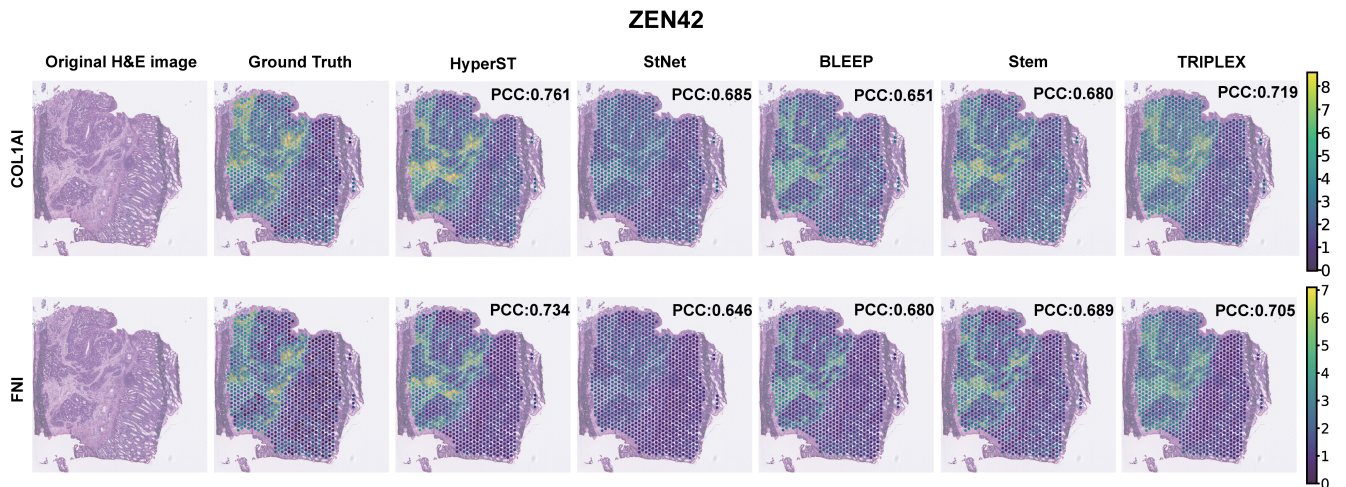 ZEN42
Original H&E image Ground Truth HyperST StNet BLEEP Stem TRIPLEX
COL1AI
PCC:0.761 PCC:0.685 PCC:0.651 PCC:0.680 PCC:0.719
8
7
6
5
4
3
2
1
0
FNI
PCC:0.734 PCC:0.646 PCC:0.680 PCC:0.689 PCC:0.705
7
6
5
4
3
2
1
0